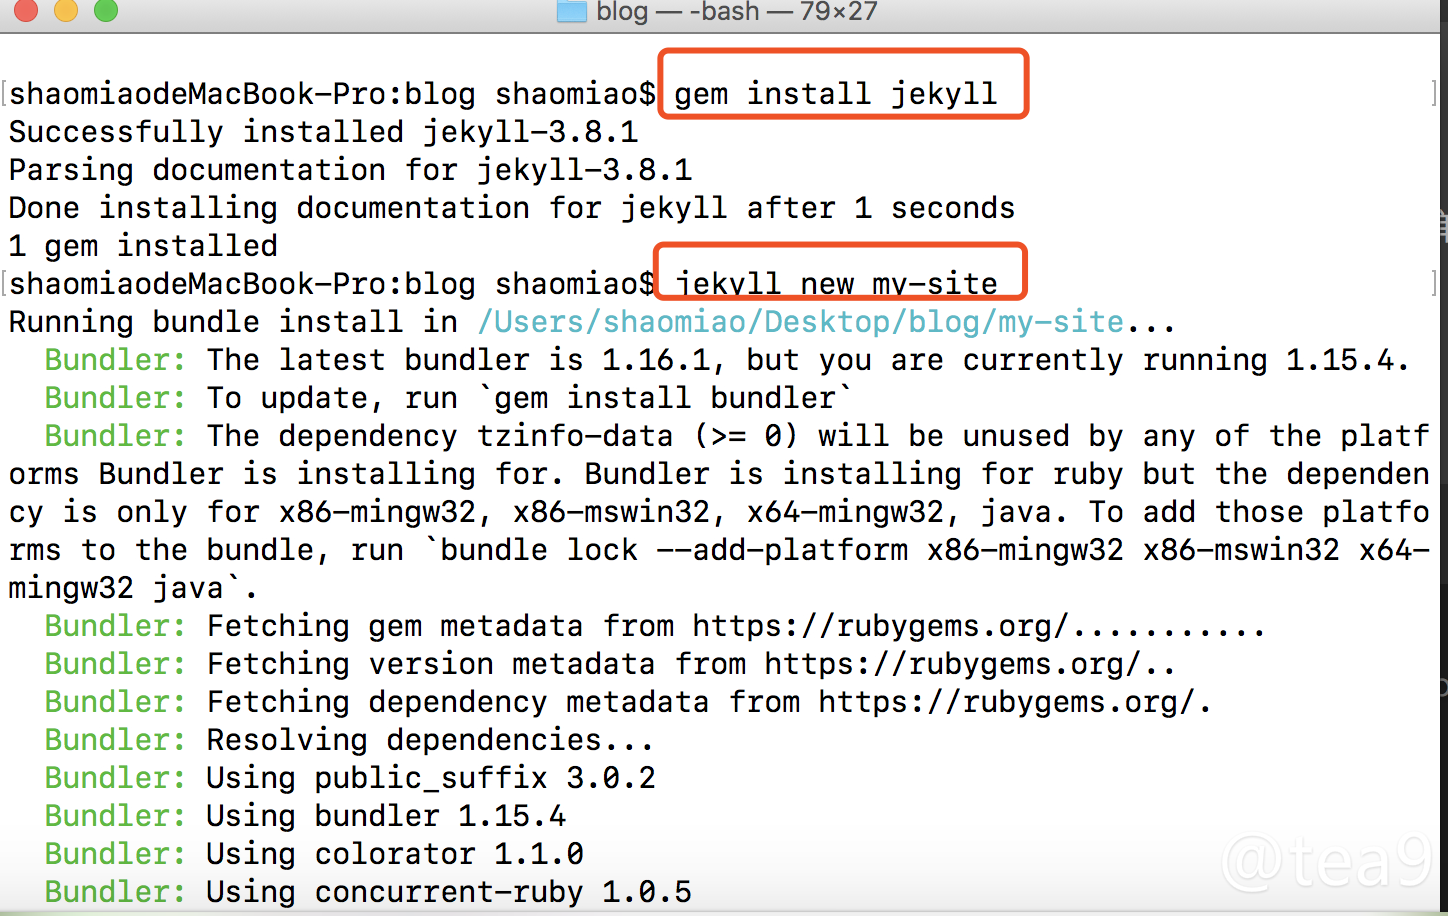 blog — -bash — 79×27
[shaomiaodeMacBook-Pro:blog shaomiao$ gem install jekyll ]
Successfully installed jekyll-3.8.1
Parsing documentation for jekyll-3.8.1
Done installing documentation for jekyll after 1 seconds
1 gem installed
[shaomiaodeMacBook-Pro:blog shaomiao$ jekyll new my-site ]
Running bundle install in /Users/shaomiao/Desktop/blog/my-site...
Bundler: The latest bundler is 1.16.1, but you are currently running 1.15.4.
Bundler: To update, run `gem install bundler`
Bundler: The dependency tzinfo-data (>= 0) will be unused by any of the platf
orms Bundler is installing for. Bundler is installing for ruby but the dependen
cy is only for x86-mingw32, x86-mswin32, x64-mingw32, java. To add those platfo
rms to the bundle, run `bundle lock --add-platform x86-mingw32 x86-mswin32 x64-
mingw32 java`.
Bundler: Fetching gem metadata from https://rubygems.org/...........
Bundler: Fetching version metadata from https://rubygems.org/..
Bundler: Fetching dependency metadata from https://rubygems.org/.
Bundler: Resolving dependencies...
Bundler: Using public_suffix 3.0.2
Bundler: Using bundler 1.15.4
Bundler: Using colorator 1.1.0
Bundler: Using concurrent-ruby 1.0.5
@tea9